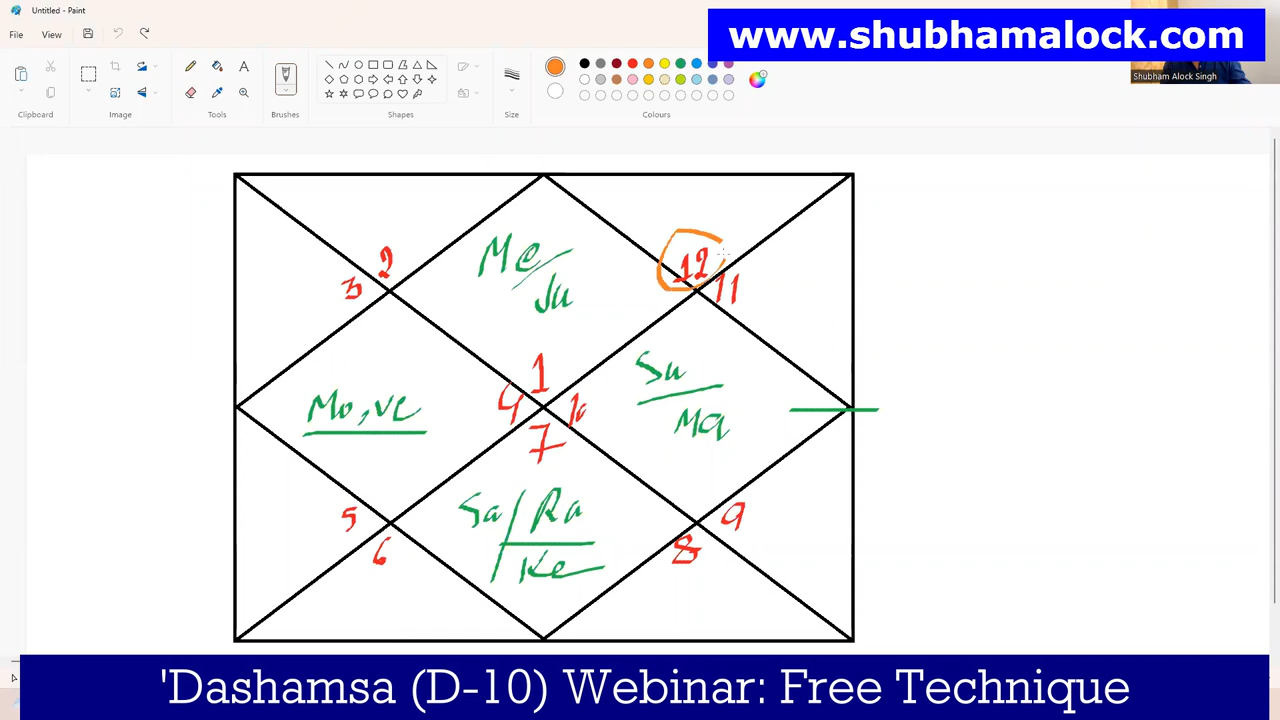 Untitled - Paint
File View
www.shubhamalock.com
Shubham Alock Singh
Clipboard Image Tools Brushes Shapes Size Colours
2 Me 12
3 Ju 11
1 Su
Mo, Ve 4 10 Ma
7
5 Sa Ra 9
6 Ke 8
'Dashamsa (D-10) Webinar: Free Technique